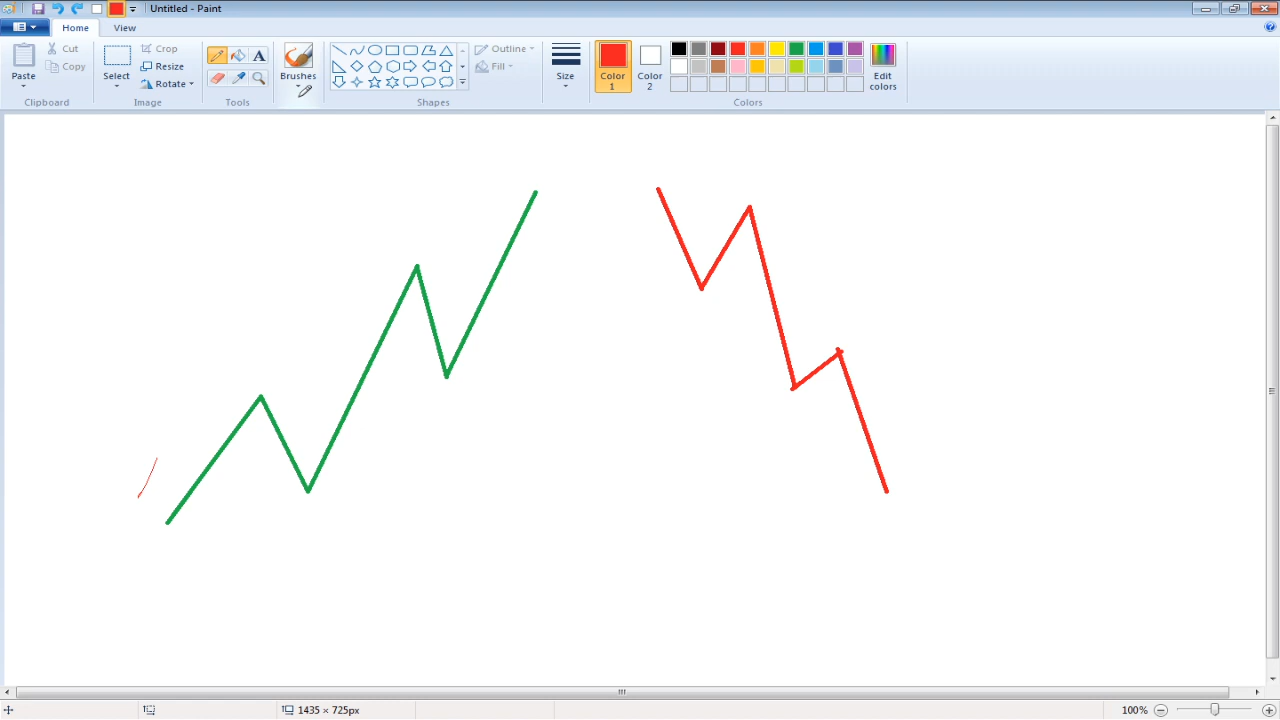 Untitled - Paint
Home View
Paste
Cut
Copy
Clipboard
Select
Crop
Resize
Rotate
Image
A
Tools
Brushes
Outline
Fill
Shapes
Size
Color 1
Color 2
Edit colors
Colors
1435 × 725px
100%